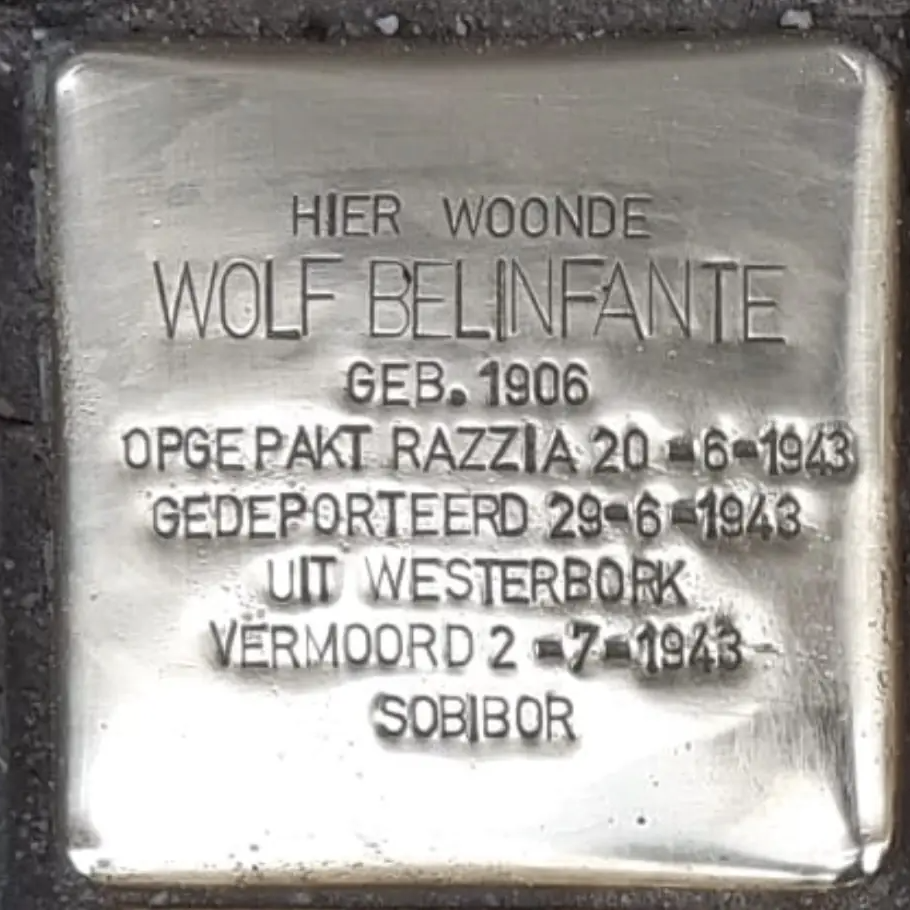 HIER WOONDE
WOLF BELINFANTE
GEB. 1906
OPGEPAKT RAZZIA 20-6-1943
GEDEPORTEERD 29-6-1943
UIT WESTERBORK
VERMOORD 2-7-1943
SOBIBOR